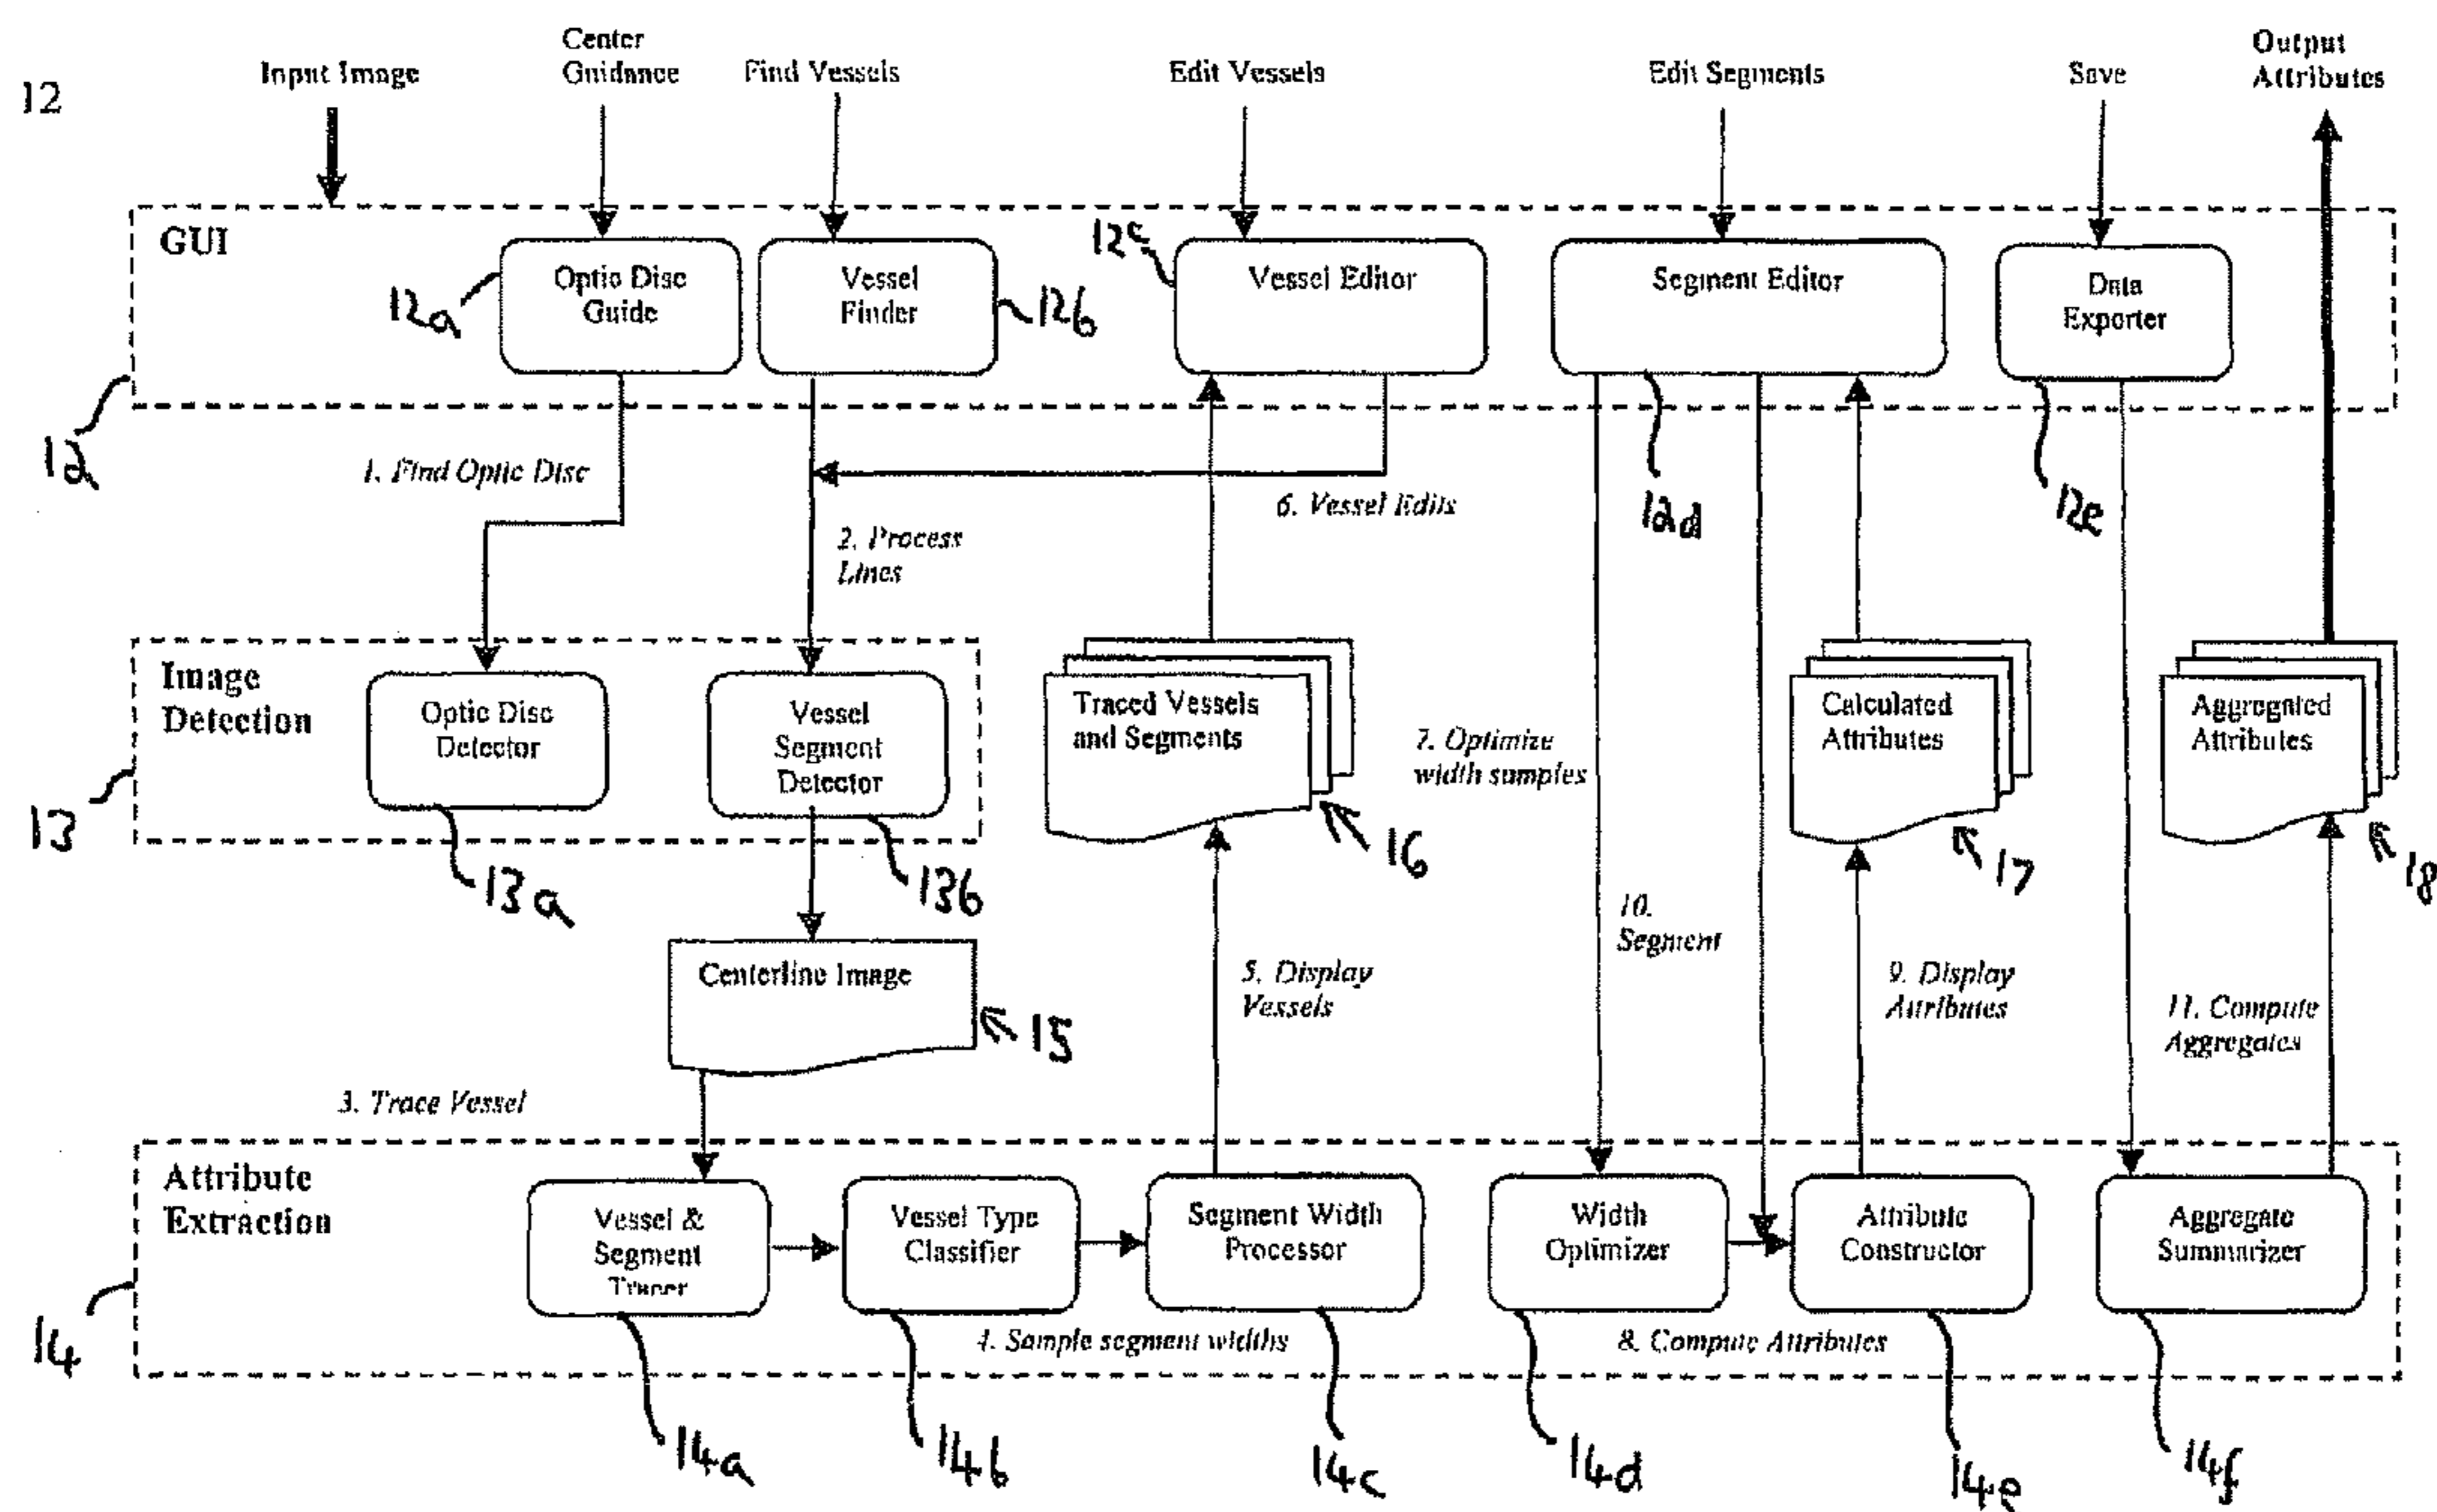 12
Input Image
Center
Guidance
Find Vessels
Edit Vessels
Edit Segments
Save
Output
Attributes
GUI
12a
Optic Disc
Guide
Vessel
Finder
12b
12c
Vessel Editor
Segment Editor
Data
Exporter
12
1. Find Optic Disc
2. Process
Lines
6. Vessel Edits
12d
12e
Image
Detection
13
Optic Disc
Detector
13a
Vessel
Segment
Detector
13b
Traced Vessels
and Segments
16
7. Optimize
width samples
Calculated
Attributes
17
Aggregated
Attributes
18
Centerline Image
15
5. Display
Vessels
10.
Segment
9. Display
Attributes
11. Compute
Aggregates
3. Trace Vessel
Attribute
Extraction
14
Vessel &
Segment
Tracer
Vessel Type
Classifier
Segment Width
Processor
Width
Optimizer
Attribute
Constructor
Aggregate
Summarizer
4. Sample segment widths
8. Compute Attributes
14a
14b
14c
14d
14e
14f